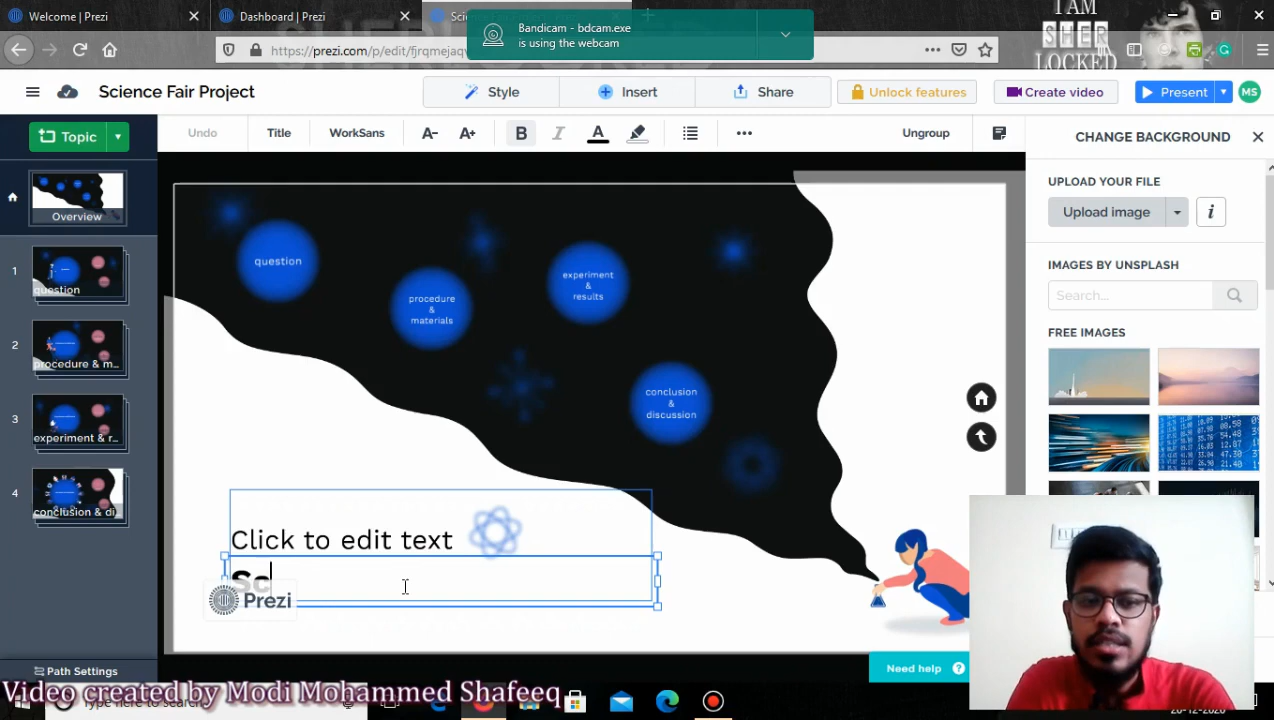 Welcome | Prezi
Dashboard | Prezi
Bandicam - bdcam.exe
is using the webcam
I AM
SHER
LOCKED
https://prezi.com/p/edit/fjrqmejaqv
Science Fair Project
Style
Insert
Share
Unlock features
Create video
Present
MS
Topic
Undo
Title
WorkSans
A-
A+
B
I
A
Ungroup
CHANGE BACKGROUND
Overview
1
question
2
procedure & m...
3
experiment & r...
4
conclusion & di
question
procedure
&
materials
experiment
&
results
conclusion
&
discussion
Click to edit text
Sc
Prezi
UPLOAD YOUR FILE
Upload image
i
IMAGES BY UNSPLASH
Search...
FREE IMAGES
Need help ?
Path Settings
Video created by Modi Mohammed Shafeeq